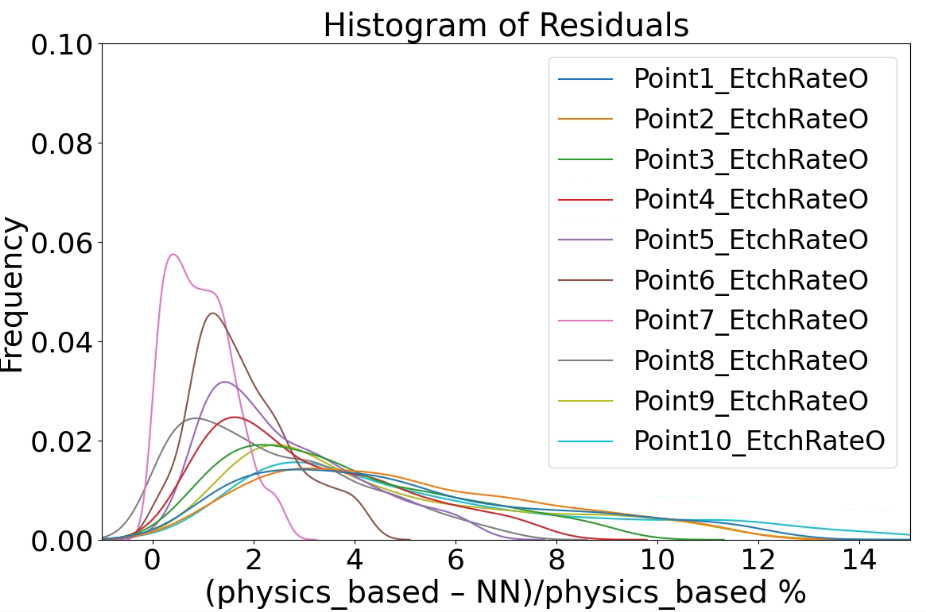 Histogram of Residuals
0.10
0.08
0.06
0.04
0.02
0.00
Frequency
Point1_EtchRateO
Point2_EtchRateO
Point3_EtchRateO
Point4_EtchRateO
Point5_EtchRateO
Point6_EtchRateO
Point7_EtchRateO
Point8_EtchRateO
Point9_EtchRateO
Point10_EtchRateO
0 2 4 6 8 10 12 14
(physics_based – NN)/physics_based %